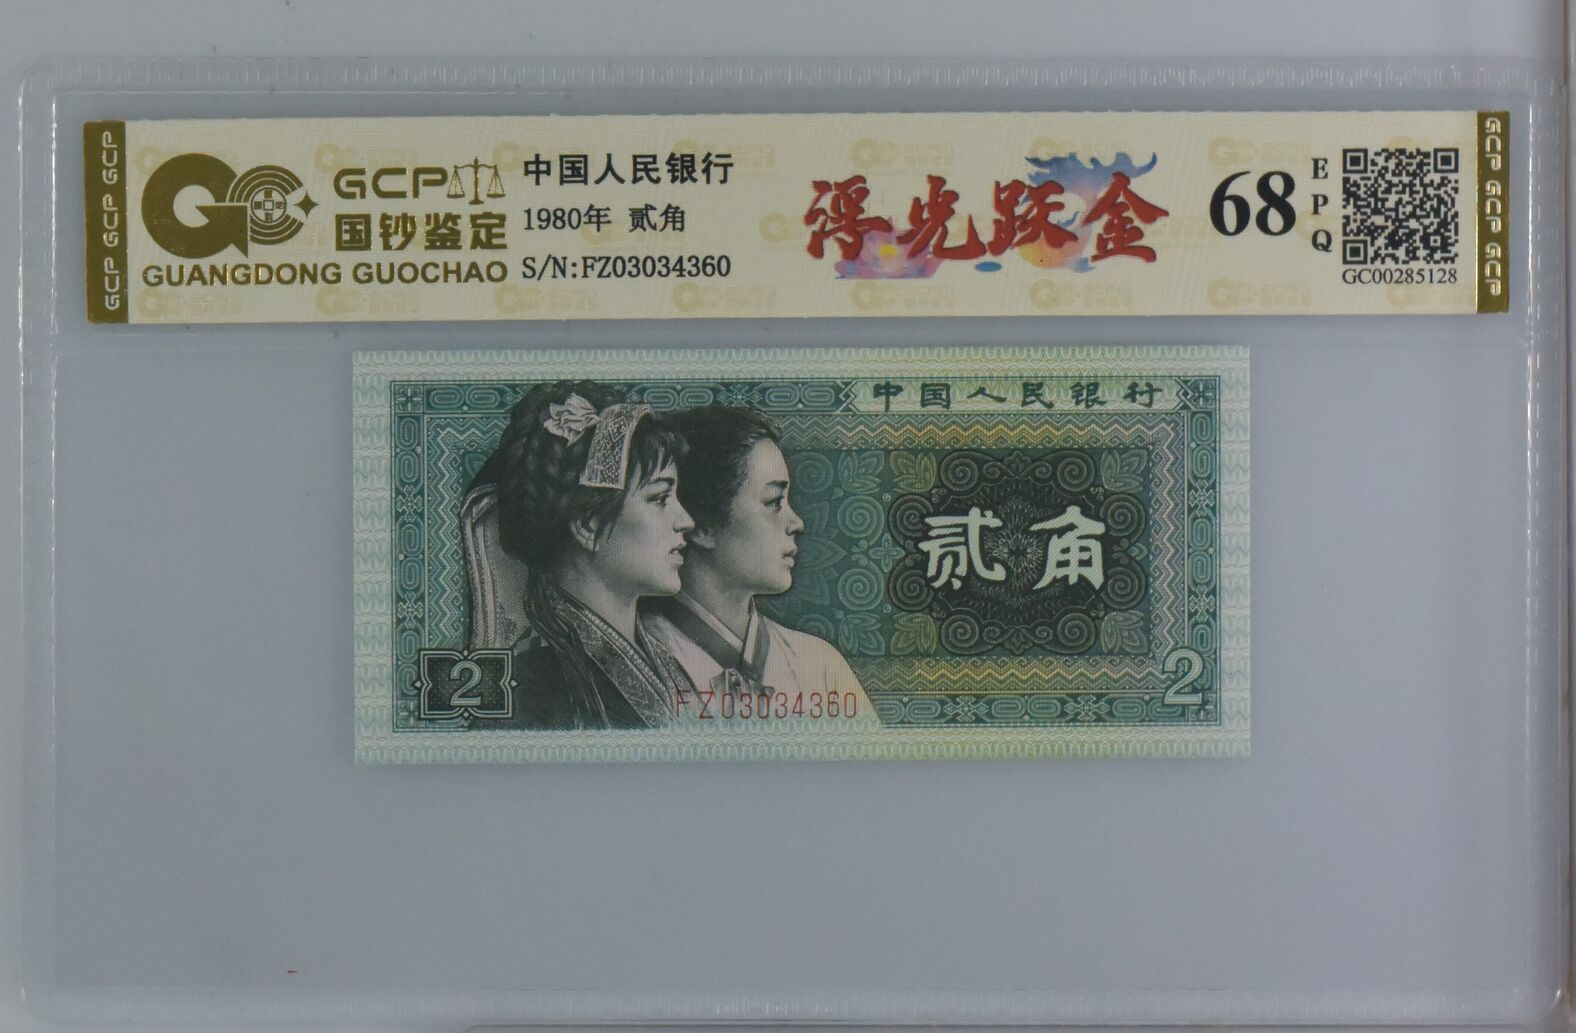 GCP GCP GCP
GCP
国钞鉴定
GUANGDONG GUOCHAO
中国人民银行
1980年 贰角
S/N:FZ03034360
浮光跃金
68
EPQ
GC00285128
GCP GCP GCP
中国人民银行
贰角
2
2
FZ03034360